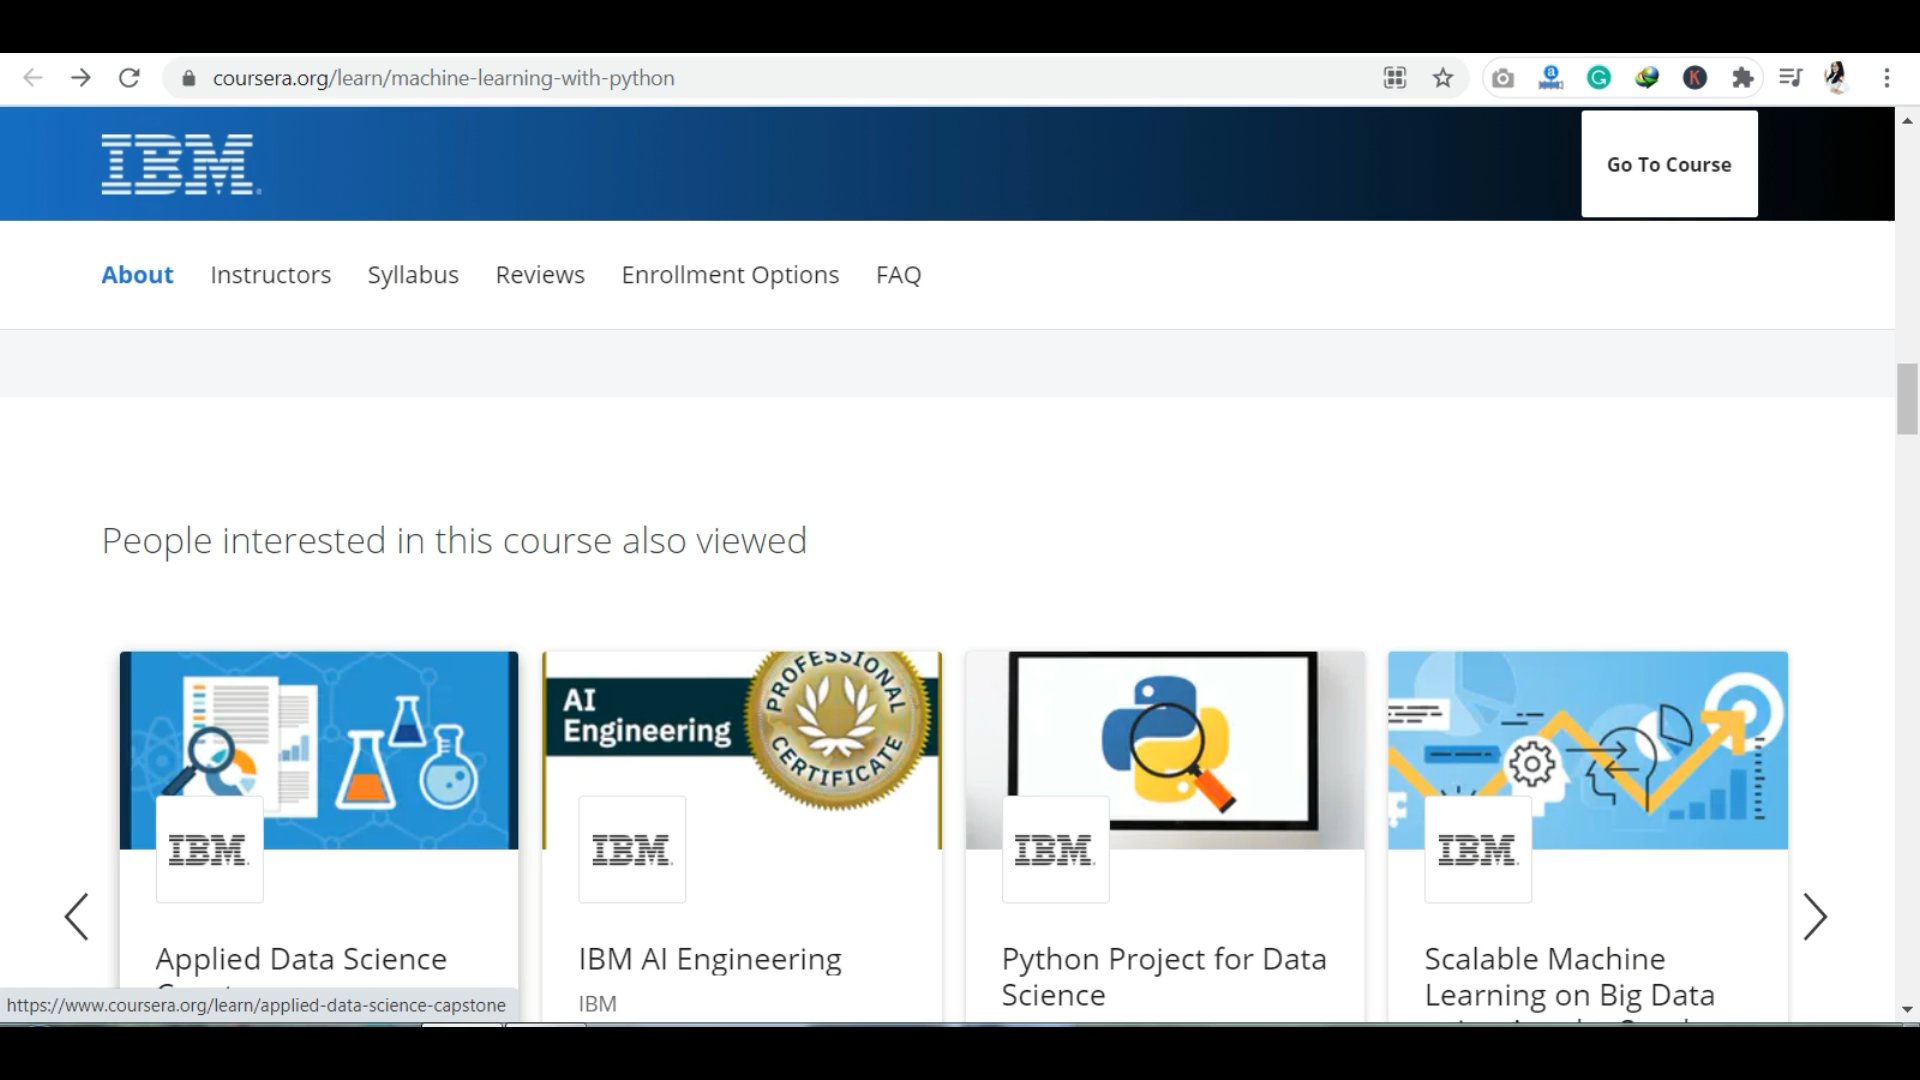 coursera.org/learn/machine-learning-with-python
IBM
Go To Course
About Instructors Syllabus Reviews Enrollment Options FAQ
People interested in this course also viewed
AI
Engineering
PROFESSIONAL
CERTIFICATE
IBM
IBM
IBM
IBM
Applied Data Science
IBM AI Engineering
IBM
Python Project for Data
Science
Scalable Machine
Learning on Big Data
https://www.coursera.org/learn/applied-data-science-capstone